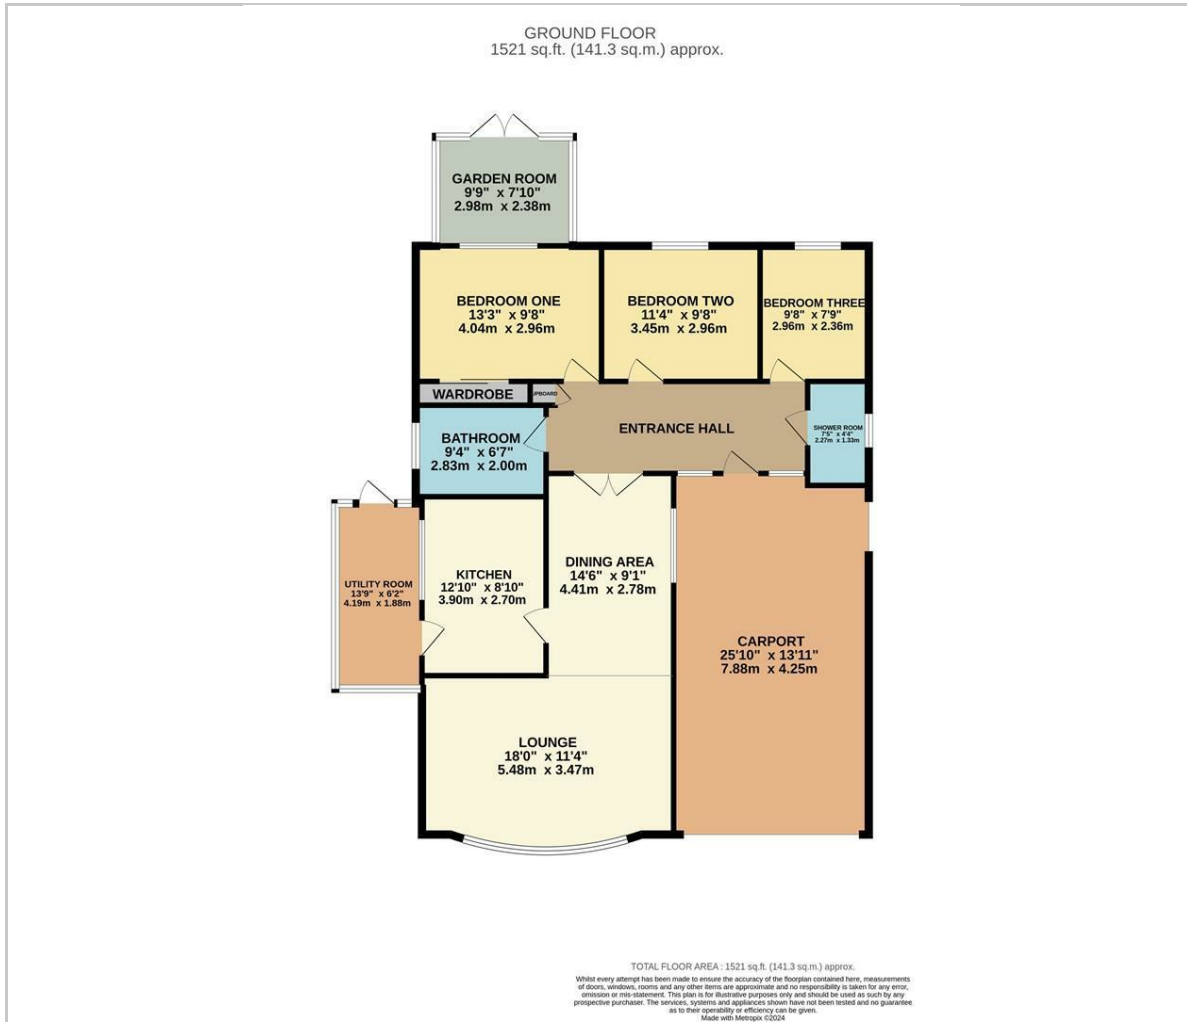 GROUND FLOOR
1521 sq.ft. (141.3 sq.m.) approx.
GARDEN ROOM
9'9" x 7'10"
2.98m x 2.38m
BEDROOM ONE
13'3" x 9'8"
4.04m x 2.96m
BEDROOM TWO
11'4" x 9'8"
3.45m x 2.96m
BEDROOM THREE
9'8" x 7'9"
2.96m x 2.36m
WARDROBE
UPBOARD
ENTRANCE HALL
SHOWER ROOM
7'5" x 4'4"
2.27m x 1.33m
BATHROOM
9'4" x 6'7"
2.83m x 2.00m
UTILITY ROOM
13'9" x 6'2"
4.19m x 1.88m
KITCHEN
12'10" x 8'10"
3.90m x 2.70m
DINING AREA
14'6" x 9'1"
4.41m x 2.78m
CARPORT
25'10" x 13'11"
7.88m x 4.25m
LOUNGE
18'0" x 11'4"
5.48m x 3.47m
TOTAL FLOOR AREA : 1521 sq.ft. (141.3 sq.m.) approx.
Whilst every attempt has been made to ensure the accuracy of the floorplan contained here, measurements
of doors, windows, rooms and any other items are approximate and no responsibility is taken for any error,
omission or mis-statement. This plan is for illustrative purposes only and should be used as such by any
prospective purchaser. The services, systems and appliances shown have not been tested and no guarantee
as to their operability or efficiency can be given.
Made with Metropix ©2024